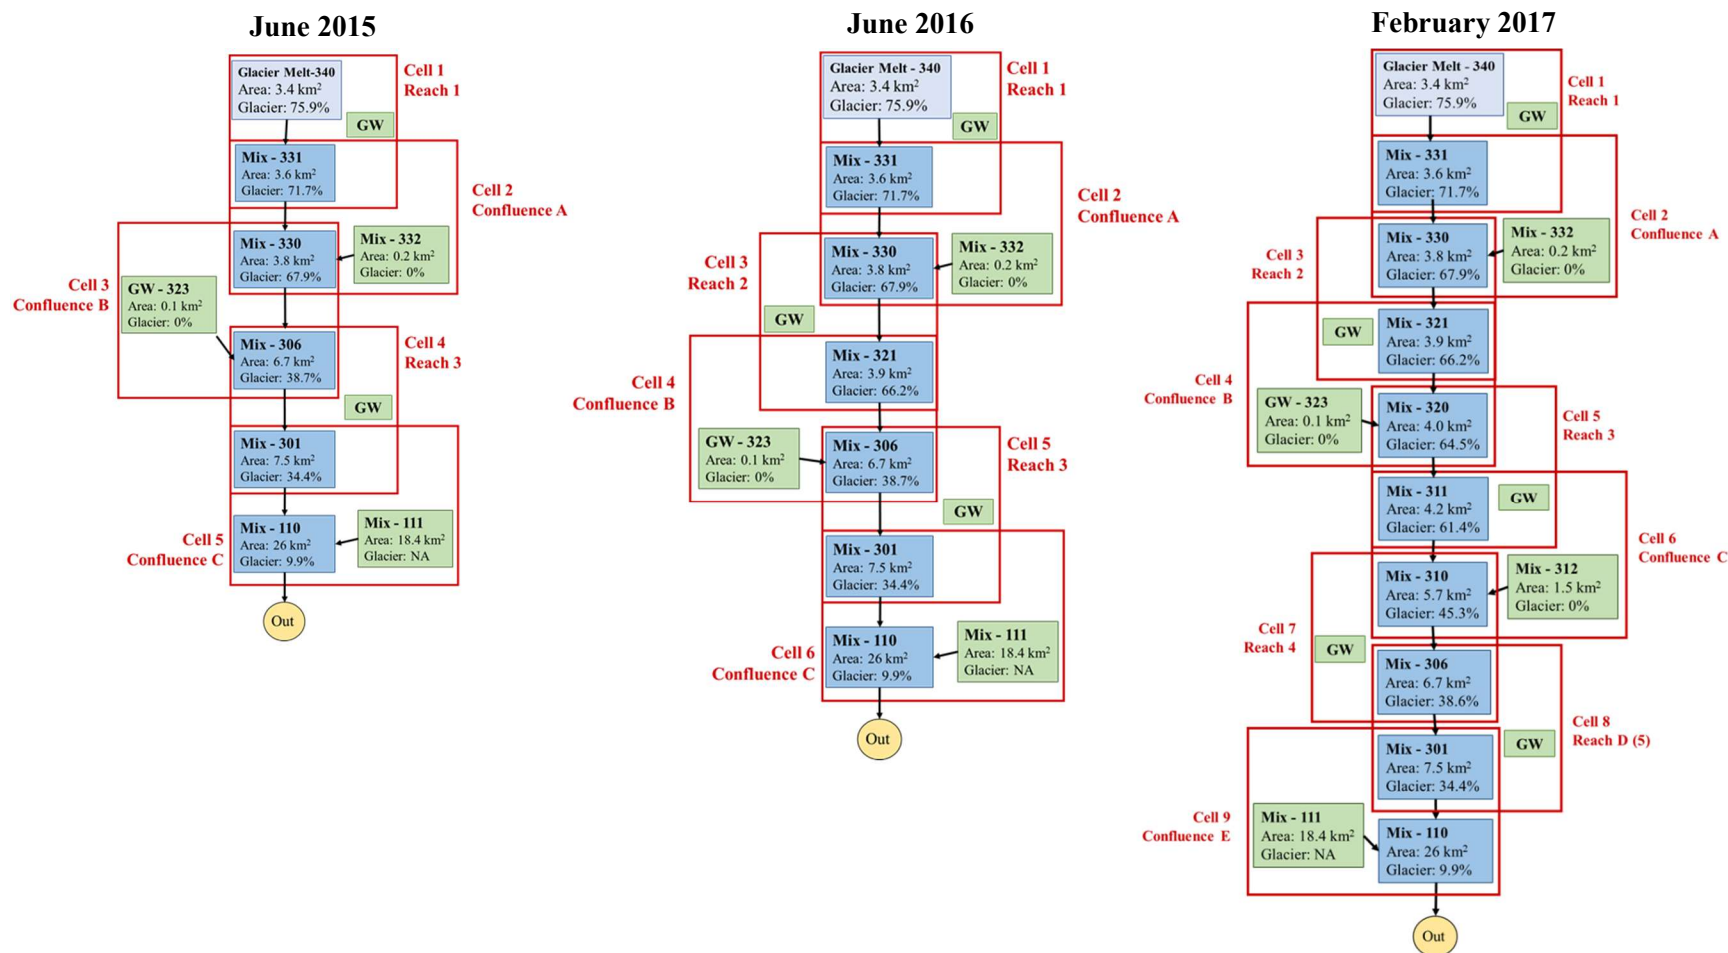 June 2015
Glacier Melt-340
Area: 3.4 km²
Glacier: 75.9%
Cell 1
Reach 1
GW
Mix - 331
Area: 3.6 km²
Glacier: 71.7%
Cell 2
Confluence A
Mix - 330
Area: 3.8 km²
Glacier: 67.9%
Mix - 332
Area: 0.2 km²
Glacier: 0%
Cell 3
Confluence B
GW - 323
Area: 0.1 km²
Glacier: 0%
Mix - 306
Area: 6.7 km²
Glacier: 38.7%
Cell 4
Reach 3
GW
Mix - 301
Area: 7.5 km²
Glacier: 34.4%
Cell 5
Confluence C
Mix - 110
Area: 26 km²
Glacier: 9.9%
Mix - 111
Area: 18.4 km²
Glacier: NA
Out
June 2016
Glacier Melt - 340
Area: 3.4 km²
Glacier: 75.9%
Cell 1
Reach 1
GW
Mix - 331
Area: 3.6 km²
Glacier: 71.7%
Cell 2
Confluence A
Mix - 330
Area: 3.8 km²
Glacier: 67.9%
Mix - 332
Area: 0.2 km²
Glacier: 0%
Cell 3
Reach 2
GW
Mix - 321
Area: 3.9 km²
Glacier: 66.2%
Cell 4
Confluence B
GW - 323
Area: 0.1 km²
Glacier: 0%
Mix - 306
Area: 6.7 km²
Glacier: 38.7%
Cell 5
Reach 3
GW
Mix - 301
Area: 7.5 km²
Glacier: 34.4%
Cell 6
Confluence C
Mix - 110
Area: 26 km²
Glacier: 9.9%
Mix - 111
Area: 18.4 km²
Glacier: NA
Out
February 2017
Glacier Melt - 340
Area: 3.4 km²
Glacier: 75.9%
Cell 1
Reach 1
GW
Mix - 331
Area: 3.6 km²
Glacier: 71.7%
Cell 2
Confluence A
Mix - 330
Area: 3.8 km²
Glacier: 67.9%
Mix - 332
Area: 0.2 km²
Glacier: 0%
Cell 3
Reach 2
GW
Mix - 321
Area: 3.9 km²
Glacier: 66.2%
Cell 4
Confluence B
GW - 323
Area: 0.1 km²
Glacier: 0%
Mix - 320
Area: 4.0 km²
Glacier: 64.5%
Cell 5
Reach 3
Mix - 311
Area: 4.2 km²
Glacier: 61.4%
GW
Cell 6
Confluence C
Mix - 310
Area: 5.7 km²
Glacier: 45.3%
Mix - 312
Area: 1.5 km²
Glacier: 0%
Cell 7
Reach 4
GW
Mix - 306
Area: 6.7 km²
Glacier: 38.6%
Cell 8
Reach D (5)
GW
Mix - 301
Area: 7.5 km²
Glacier: 34.4%
Cell 9
Confluence E
Mix - 111
Area: 18.4 km²
Glacier: NA
Mix - 110
Area: 26 km²
Glacier: 9.9%
Out